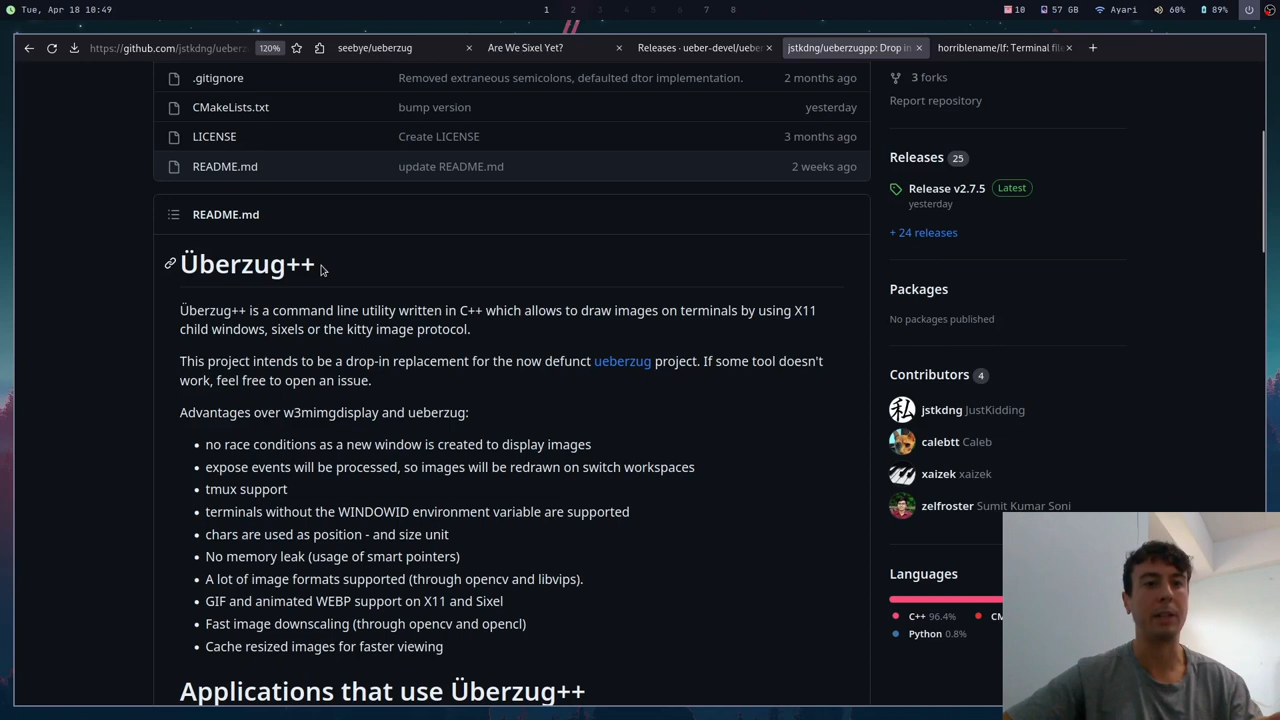 Tue, Apr 18 10:49
1 2 3 4 5 6 7 8
10 57 GB Ayari 60% 89%
https://github.com/jstkdng/ueberz 120% seebye/ueberzug Are We Sixel Yet? Releases · ueber-devel/ueber jstkdng/ueberzugpp: Drop in horriblename/lf: Terminal file
.gitignore Removed extraneous semicolons, defaulted dtor implementation. 2 months ago
CMakeLists.txt bump version yesterday
LICENSE Create LICENSE 3 months ago
README.md update README.md 2 weeks ago
README.md
Überzug++
Überzug++ is a command line utility written in C++ which allows to draw images on terminals by using X11
child windows, sixels or the kitty image protocol.
This project intends to be a drop-in replacement for the now defunct ueberzug project. If some tool doesn't
work, feel free to open an issue.
Advantages over w3mimgdisplay and ueberzug:
• no race conditions as a new window is created to display images
• expose events will be processed, so images will be redrawn on switch workspaces
• tmux support
• terminals without the WINDOWID environment variable are supported
• chars are used as position - and size unit
• No memory leak (usage of smart pointers)
• A lot of image formats supported (through opencv and libvips).
• GIF and animated WEBP support on X11 and Sixel
• Fast image downscaling (through opencv and opencl)
• Cache resized images for faster viewing
Applications that use Überzug++
3 forks
Report repository
Releases 25
Release v2.7.5 Latest
yesterday
+ 24 releases
Packages
No packages published
Contributors 4
私
jstkdng JustKidding
calebtt Caleb
xaizek xaizek
zelfroster Sumit Kumar Soni
Languages
C++ 96.4% CM
Python 0.8%